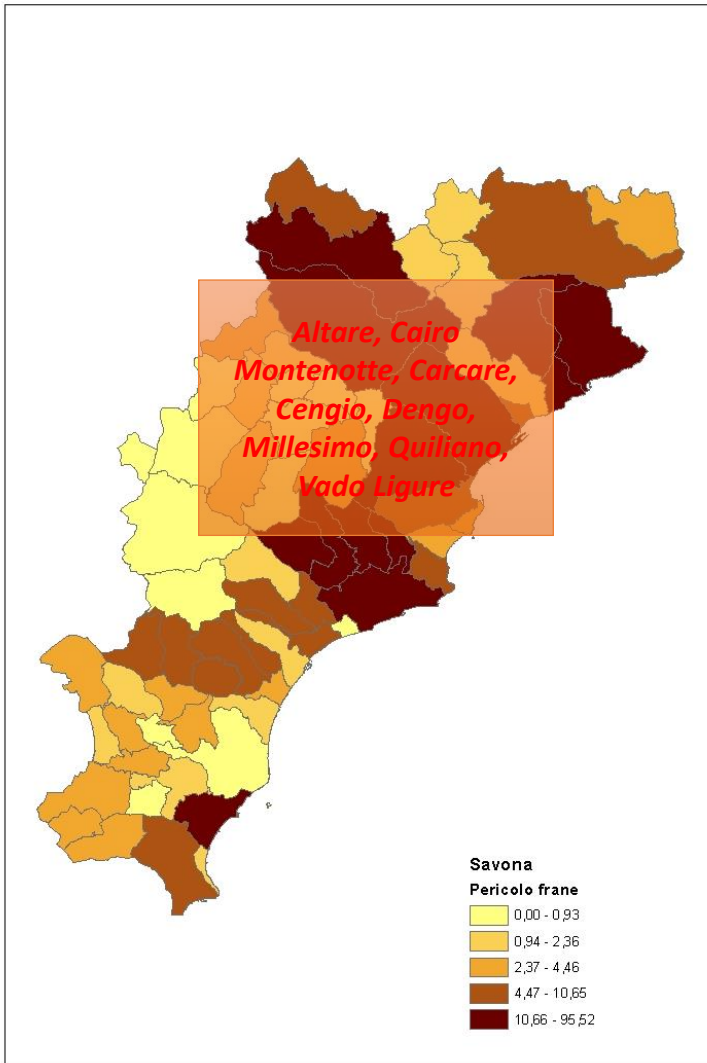 Altare, Cairo
Montenotte, Carcare,
Cengio, Dengo,
Millesimo, Quiliano,
Vado Ligure
Savona
Pericolo frane
0,00 - 0,93
0,94 - 2,36
2,37 - 4,46
4,47 - 10,65
10,66 - 95,52